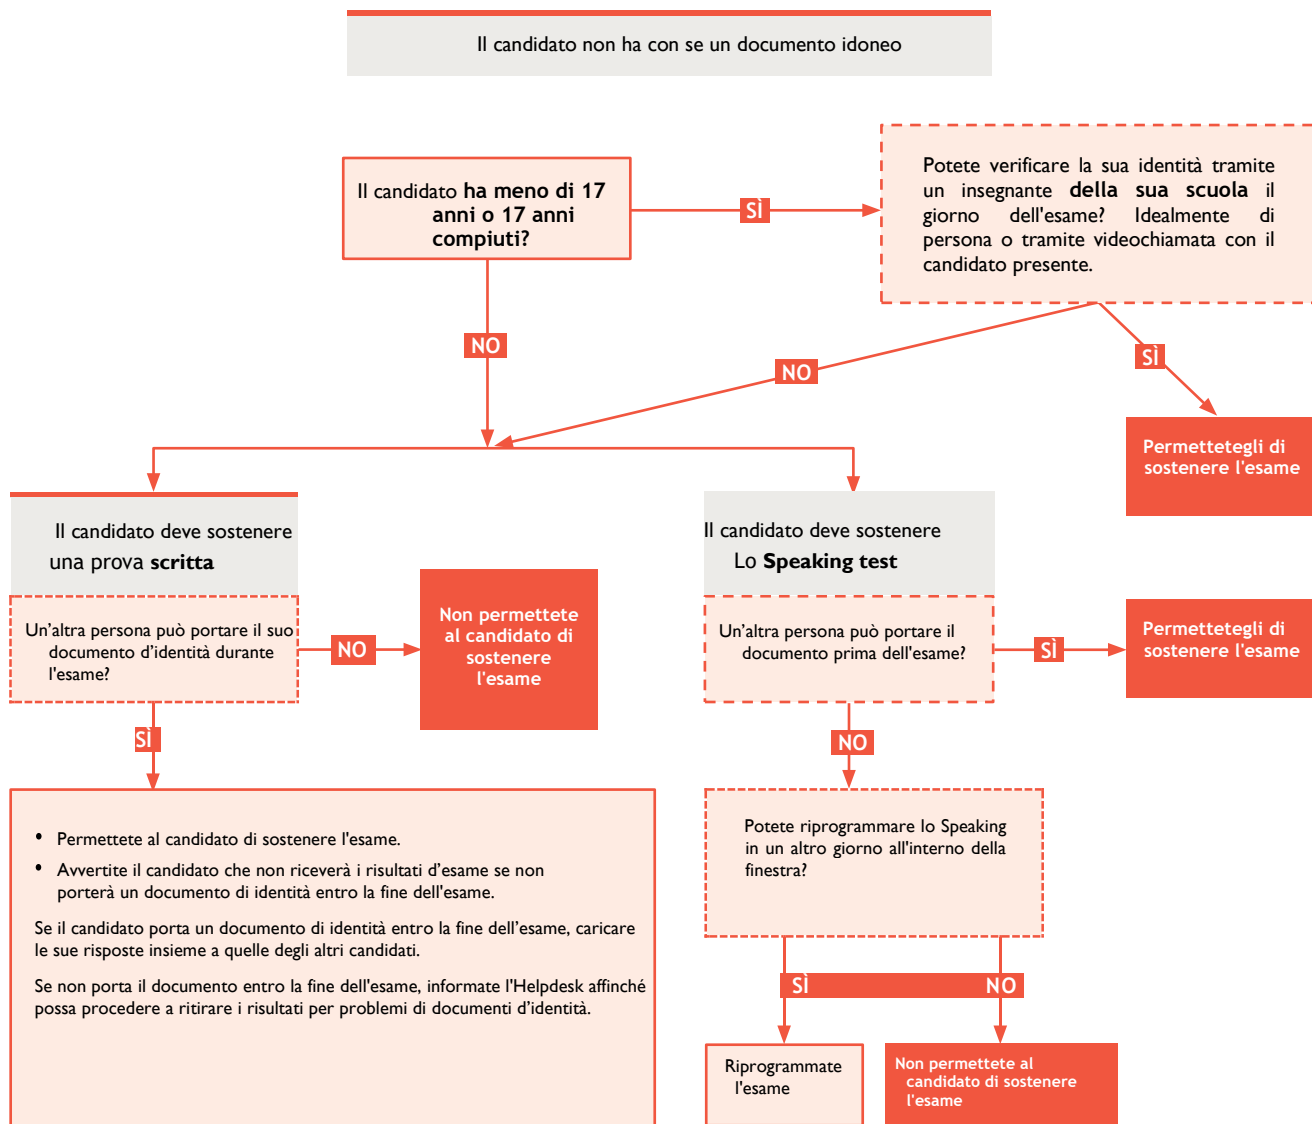 Il candidato non ha con se un documento idoneo
Il candidato ha meno di 17
anni o 17 anni
compiuti?
SÌ
Potete verificare la sua identità tramite
un insegnante della sua scuola il
giorno dell'esame? Idealmente di
persona o tramite videochiamata con il
candidato presente.
NO
NO
SÌ
Permettetegli di
sostenere l'esame
Il candidato deve sostenere
una prova scritta
Un’altra persona può portare il suo
documento d’identità durante
l'esame?
NO
Non permettete
al candidato di
sostenere
l'esame
Il candidato deve sostenere
Lo Speaking test
Un’altra persona può portare il
documento prima dell'esame?
SÌ
Permettetegli di
sostenere l'esame
SÌ
NO
• Permettete al candidato di sostenere l'esame.
• Avvertite il candidato che non riceverà i risultati d’esame se non
porterà un documento di identità entro la fine dell'esame.
Se il candidato porta un documento di identità entro la fine dell’esame, caricare
le sue risposte insieme a quelle degli altri candidati.
Se non porta il documento entro la fine dell'esame, informate l'Helpdesk affinché
possa procedere a ritirare i risultati per problemi di documenti d’identità.
Potete riprogrammare lo Speaking
in un altro giorno all'interno della
finestra?
SÌ
NO
Riprogrammate
l'esame
Non permettete al
candidato di sostenere
l'esame